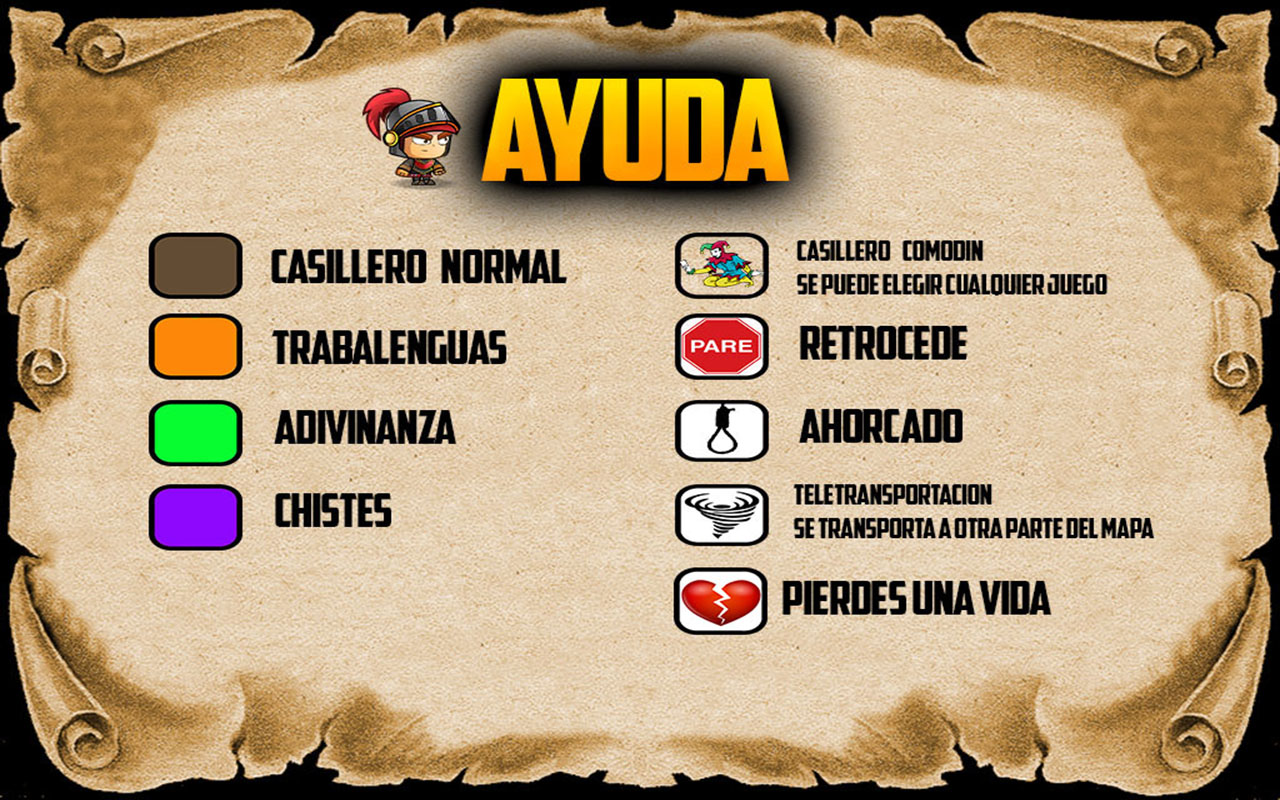 AYUDA
CASILLERO NORMAL
TRABALENGUAS
ADIVINANZA
CHISTES
CASILLERO COMODIN
SE PUEDE ELEGIR CUALQUIER JUEGO
PARE
RETROCEDE
AHORCADO
TELETRANSPORTACION
SE TRANSPORTA A OTRA PARTE DEL MAPA
PIERDES UNA VIDA